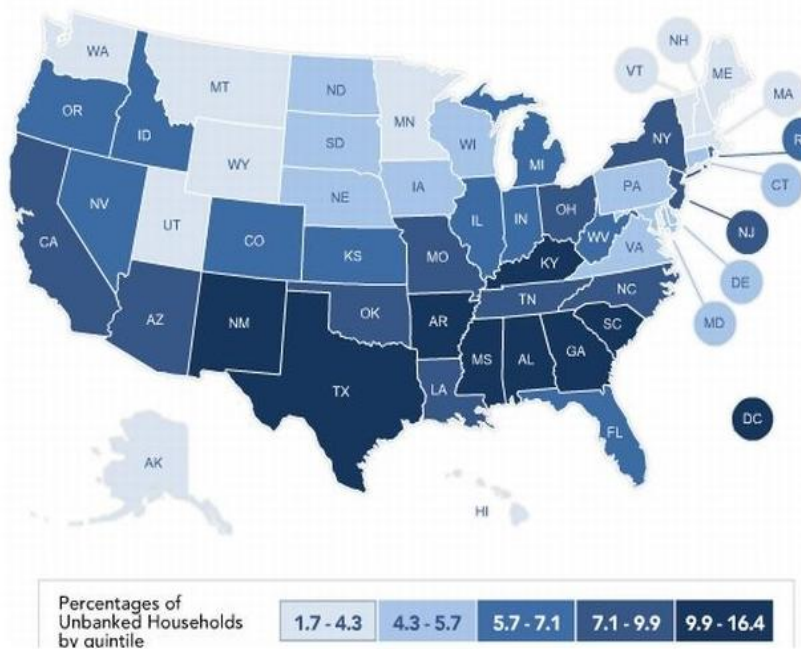 NH
WA
VT
ME
MT
ND
MA
OR
MN
ID
SD
WI
NY
R
WY
MI
CT
IA
PA
NE
NV
OH
IL
IN
NJ
UT
CO
WV
VA
CA
KS
MO
KY
DE
NC
TN
OK
MD
AZ
NM
AR
SC
MS
AL
GA
TX
LA
DC
FL
AK
HI
Percentages of
Unbanked Households
by quintile
1.7 - 4.3 4.3 - 5.7 5.7 - 7.1 7.1 - 9.9 9.9 - 16.4